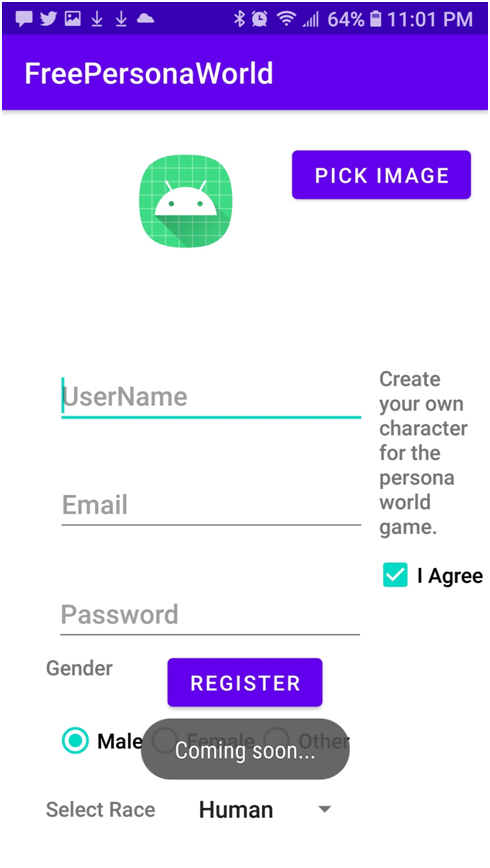 64% 11:01 PM
FreePersonaWorld
PICK IMAGE
UserName
Create
your own
character
for the
persona
world
game.
Email
I Agree
Password
Gender
REGISTER
Male Female Other
Coming soon...
Select Race Human